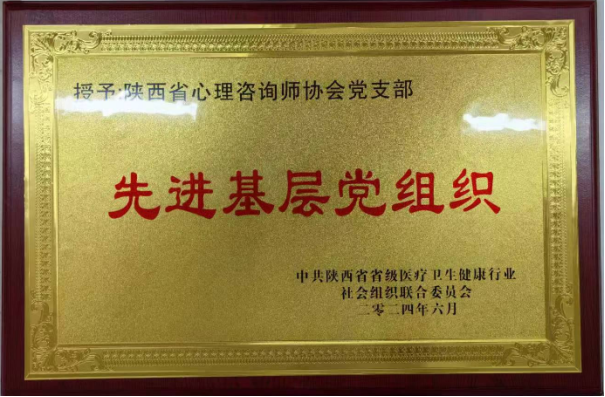 授予:陕西省心理咨询师协会党支部
先进基层党组织
中共陕西省省级医疗卫生健康行业
社会组织联合委员会
二零二四年六月